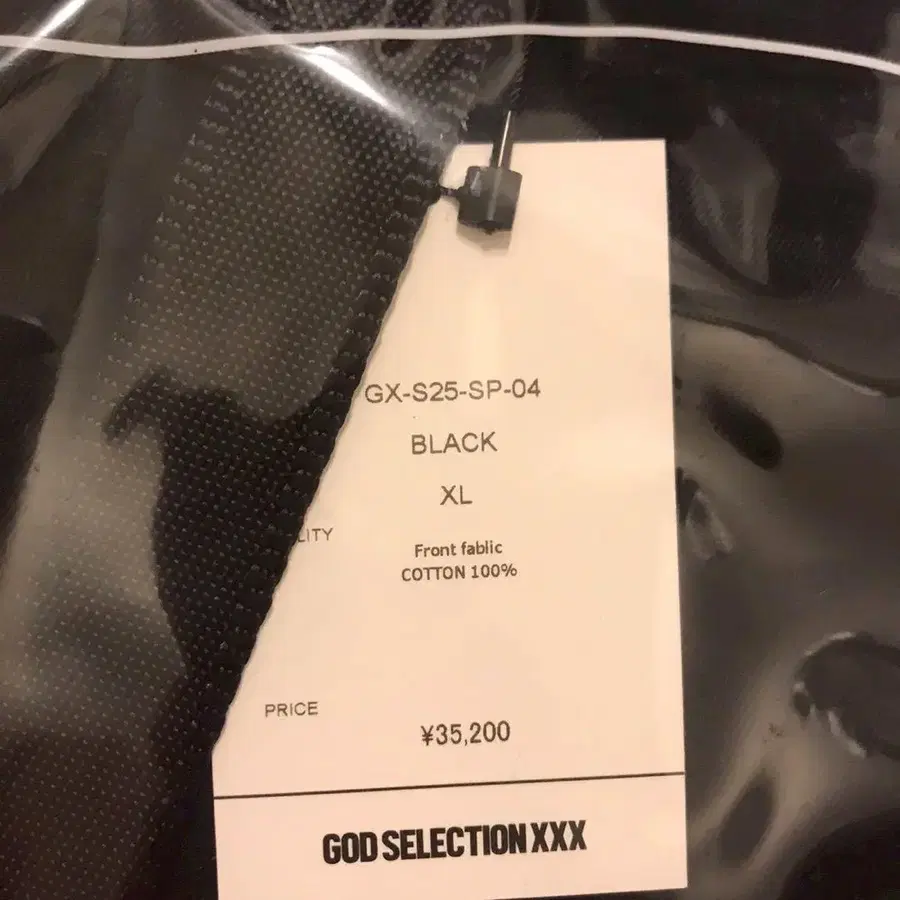 GX-S25-SP-04
BLACK
XL
LITY
Front fablic
COTTON 100%
PRICE
¥35,200
GOD SELECTION XXX